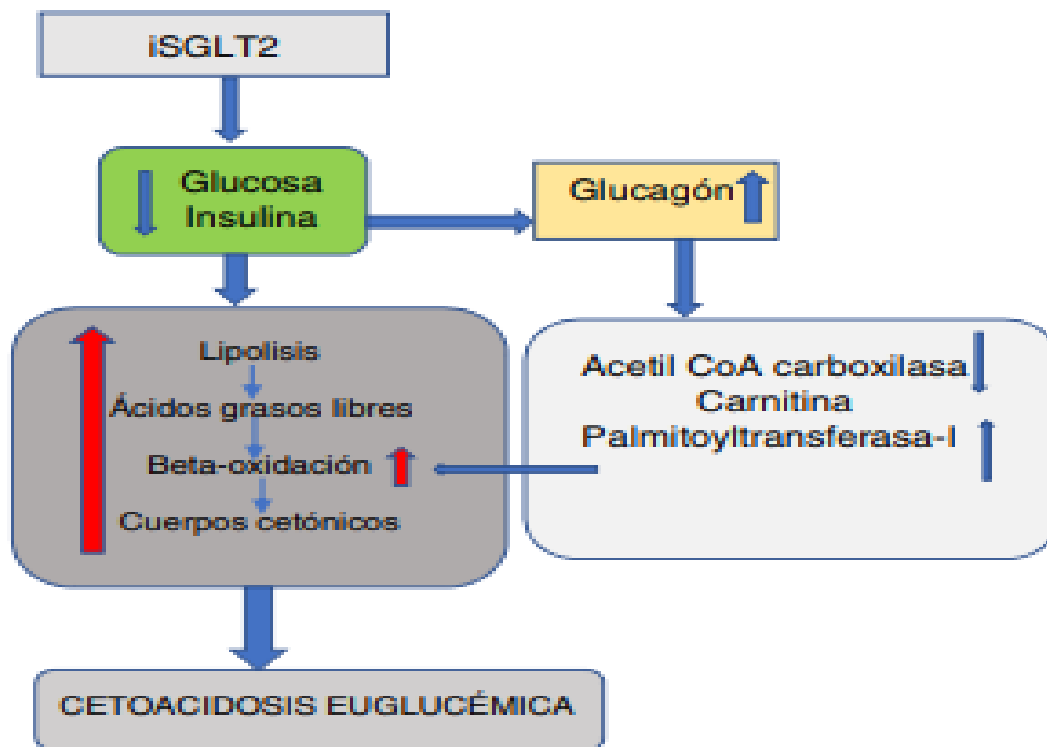 iSGLT2
Glucosa
Insulina
Glucagón
Lipolisis
Ácidos grasos libres
Beta-oxidación
Cuerpos cetónicos
Acetil CoA carboxilasa
Carnitina
Palmitoyltransferasa-I
CETOACIDOSIS EUGLUCÉMICA